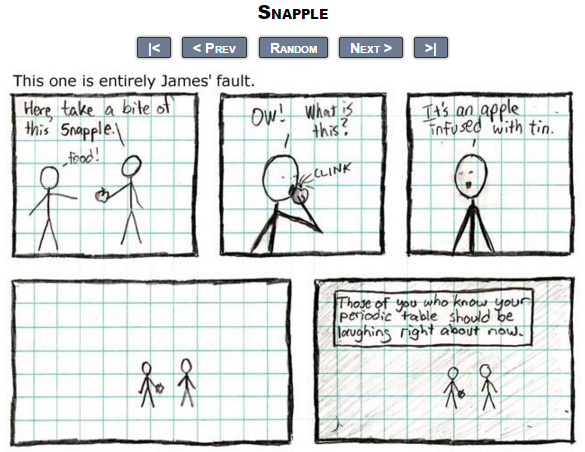 Snapple
|<
< Prev
Random
Next >
>|
This one is entirely James' fault.
Here, take a bite of
this Snapple.
food!
OW! What is
this?
CLINK
It's an apple
infused with tin.
Those of you who know your
periodic table should be
laughing right about now.